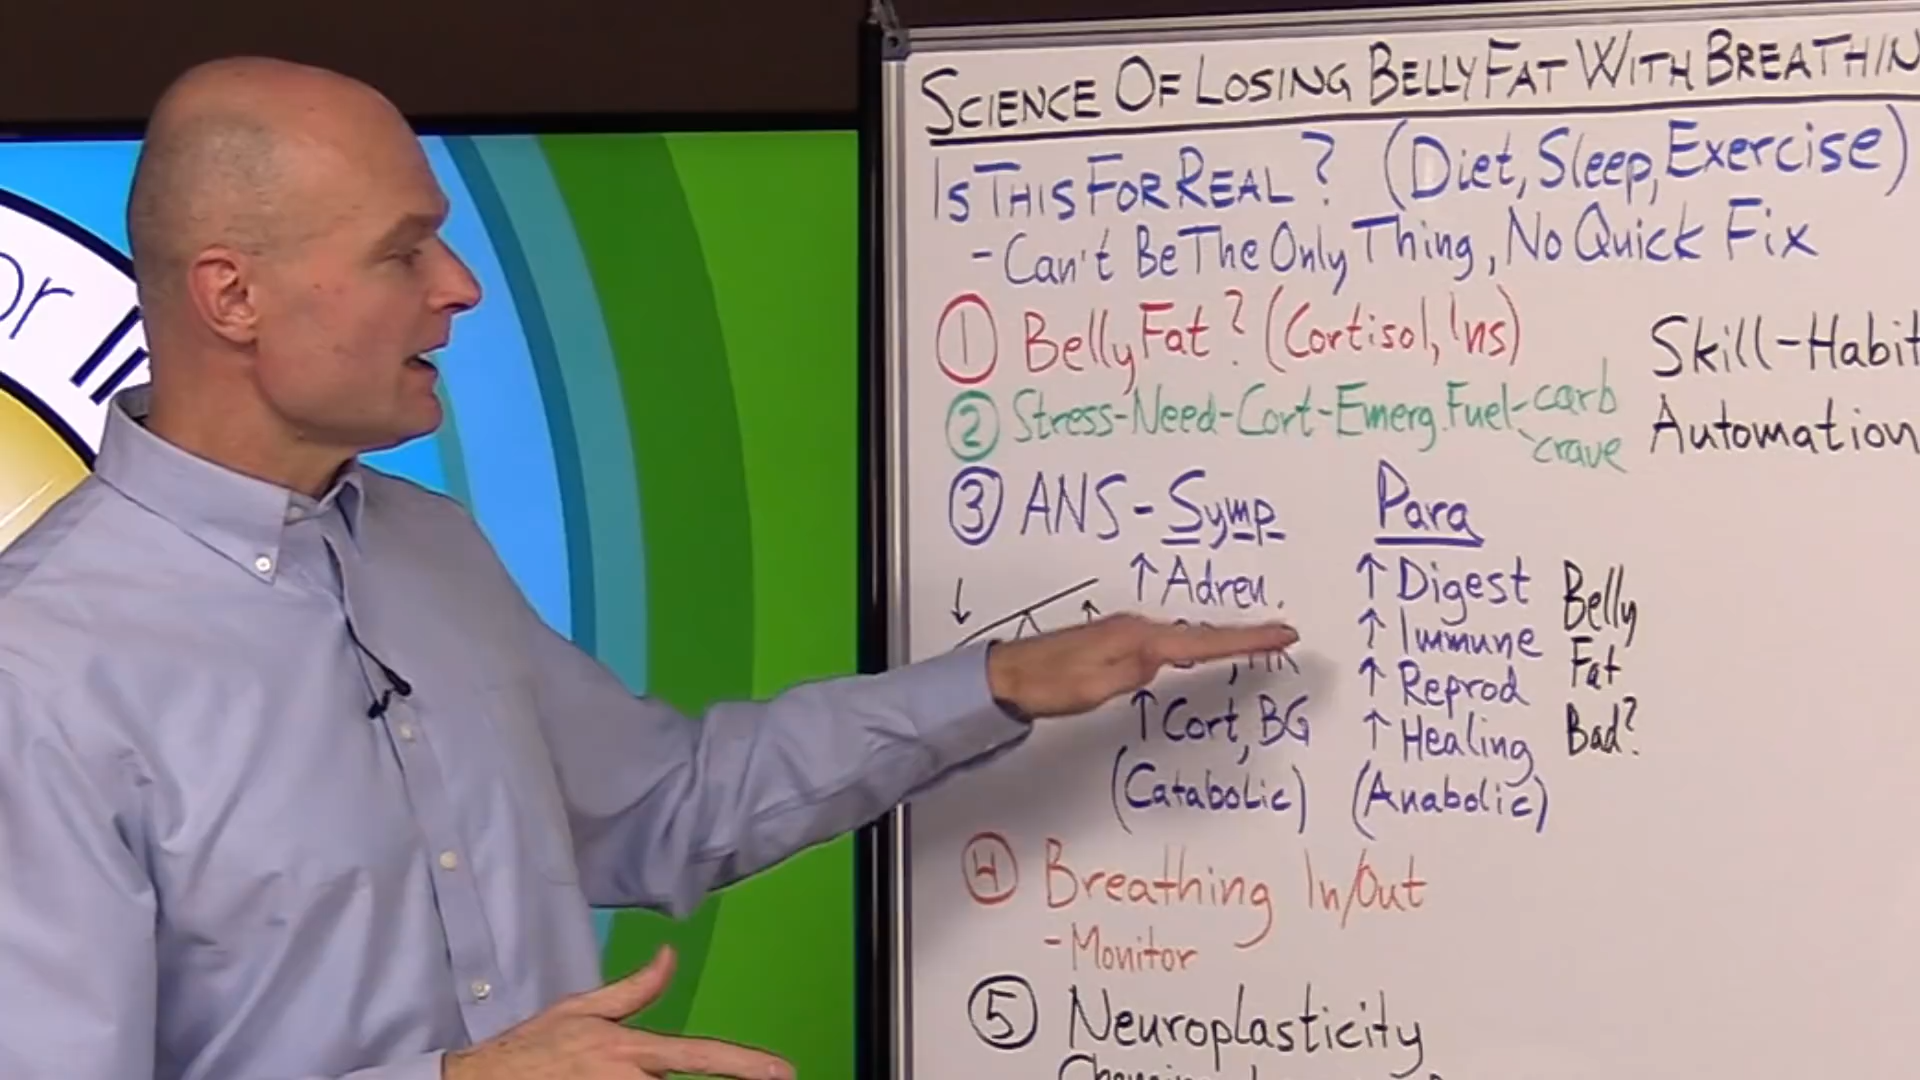 SCIENCE OF LOSING BELLY FAT WITH BREATHIN
IS THIS FOR REAL? (Diet, Sleep, Exercise)
- Can't Be The Only Thing, No Quick Fix
① Belly Fat? (Cortisol, Ins)
② Stress-Need-Cort-Emerg. Fuel-carb
crave
Skill-Habit
Automation
③ ANS-Symp Para
↑ Adren. ↑ Digest
↑ Immune
↑ Reprod
↑ Cort, BG ↑ Healing
(Catabolic) (Anabolic)
Belly
Fat
Bad?
④ Breathing In/Out
- Monitor
⑤ Neuroplasticity
or